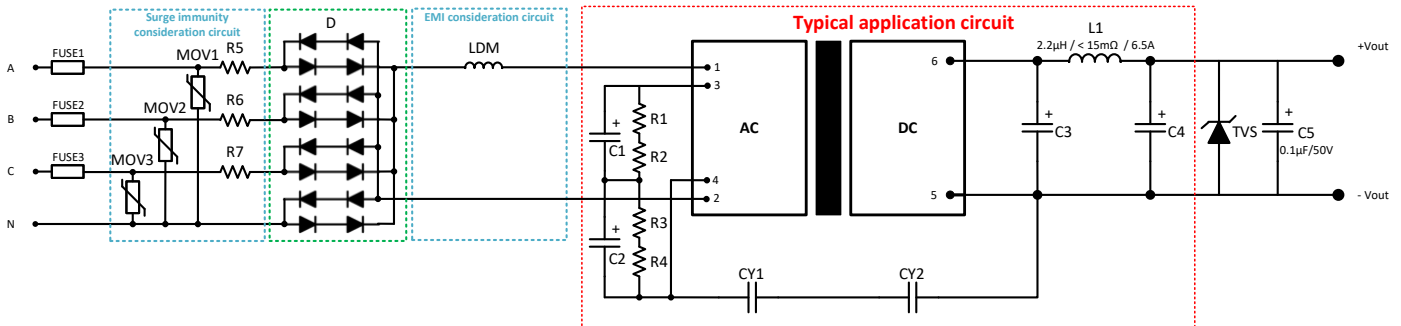 Surge immunity
consideration circuit
D
EMI consideration circuit
Typical application circuit
L1
2.2µH / < 15mΩ / 6.5A
FUSE1
MOV1
R5
LDM
A
1
6
+Vout
3
FUSE2
MOV2
R6
R1
B
+
AC
DC
+
+
+
C1
R2
C3
C4
TVS
C5
0.1µF/50V
FUSE3
MOV3
R7
C
4
2
5
- Vout
N
+
R3
C2
R4
CY1
CY2